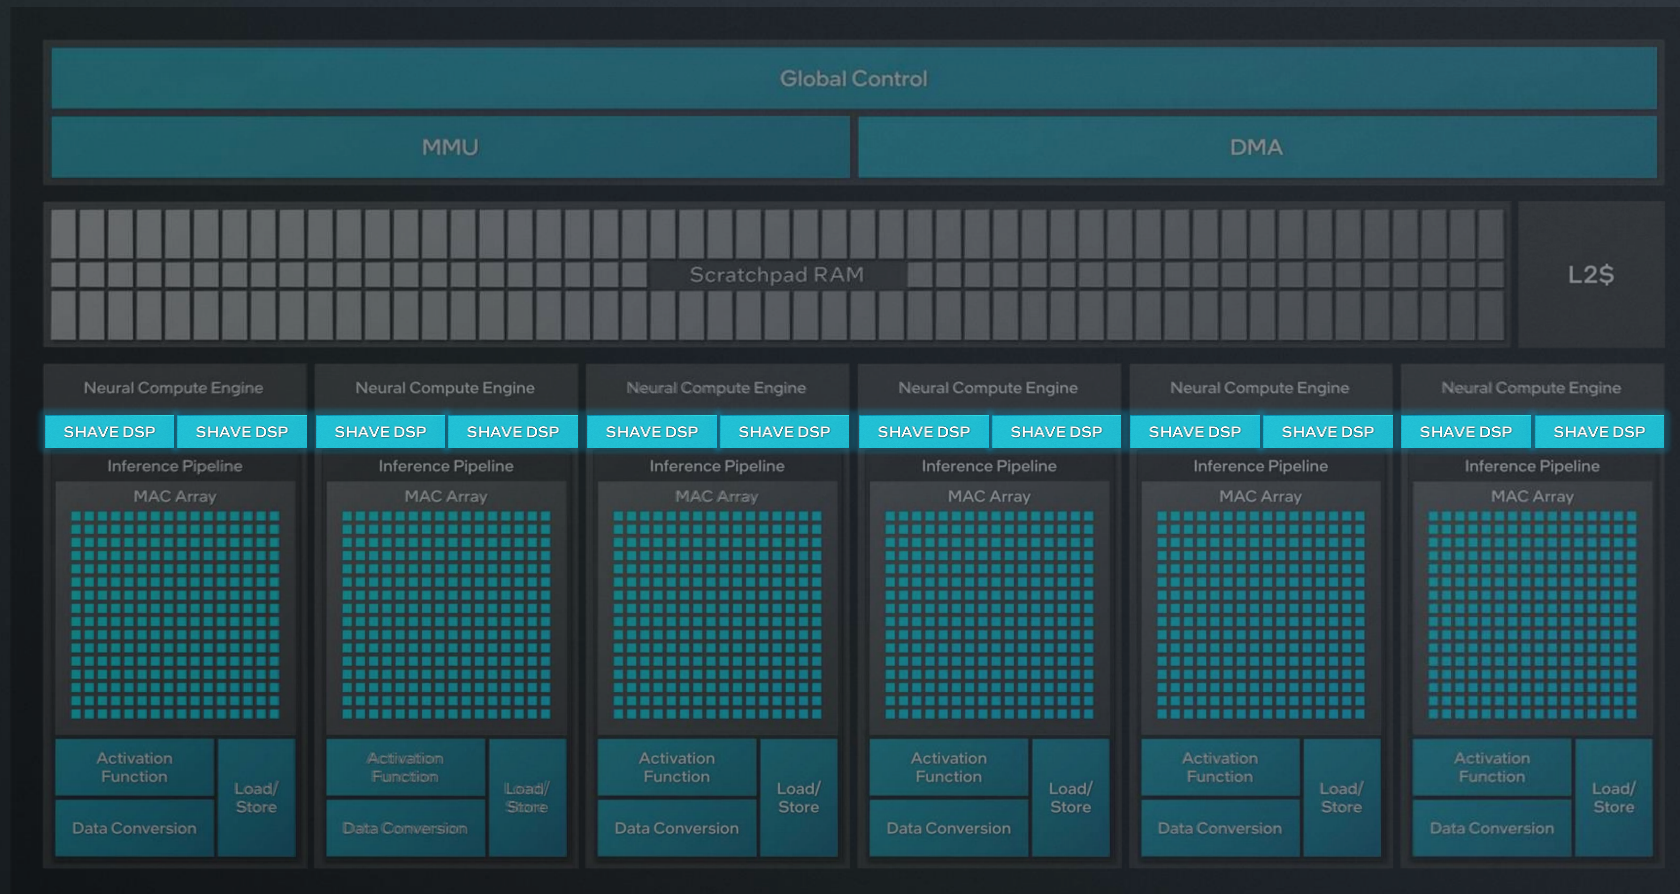 Global Control
MMU DMA
Scratchpad RAM L2$
Neural Compute Engine Neural Compute Engine Neural Compute Engine Neural Compute Engine Neural Compute Engine Neural Compute Engine
SHAVE DSP SHAVE DSP SHAVE DSP SHAVE DSP SHAVE DSP SHAVE DSP SHAVE DSP SHAVE DSP SHAVE DSP SHAVE DSP SHAVE DSP SHAVE DSP
Inference Pipeline Inference Pipeline Inference Pipeline Inference Pipeline Inference Pipeline Inference Pipeline
MAC Array MAC Array MAC Array MAC Array MAC Array MAC Array
Activation
Function
Load/
Store
Data Conversion
Activation
Function
Load/
Store
Data Conversion
Activation
Function
Load/
Store
Data Conversion
Activation
Function
Load/
Store
Data Conversion
Activation
Function
Load/
Store
Data Conversion
Activation
Function
Load/
Store
Data Conversion